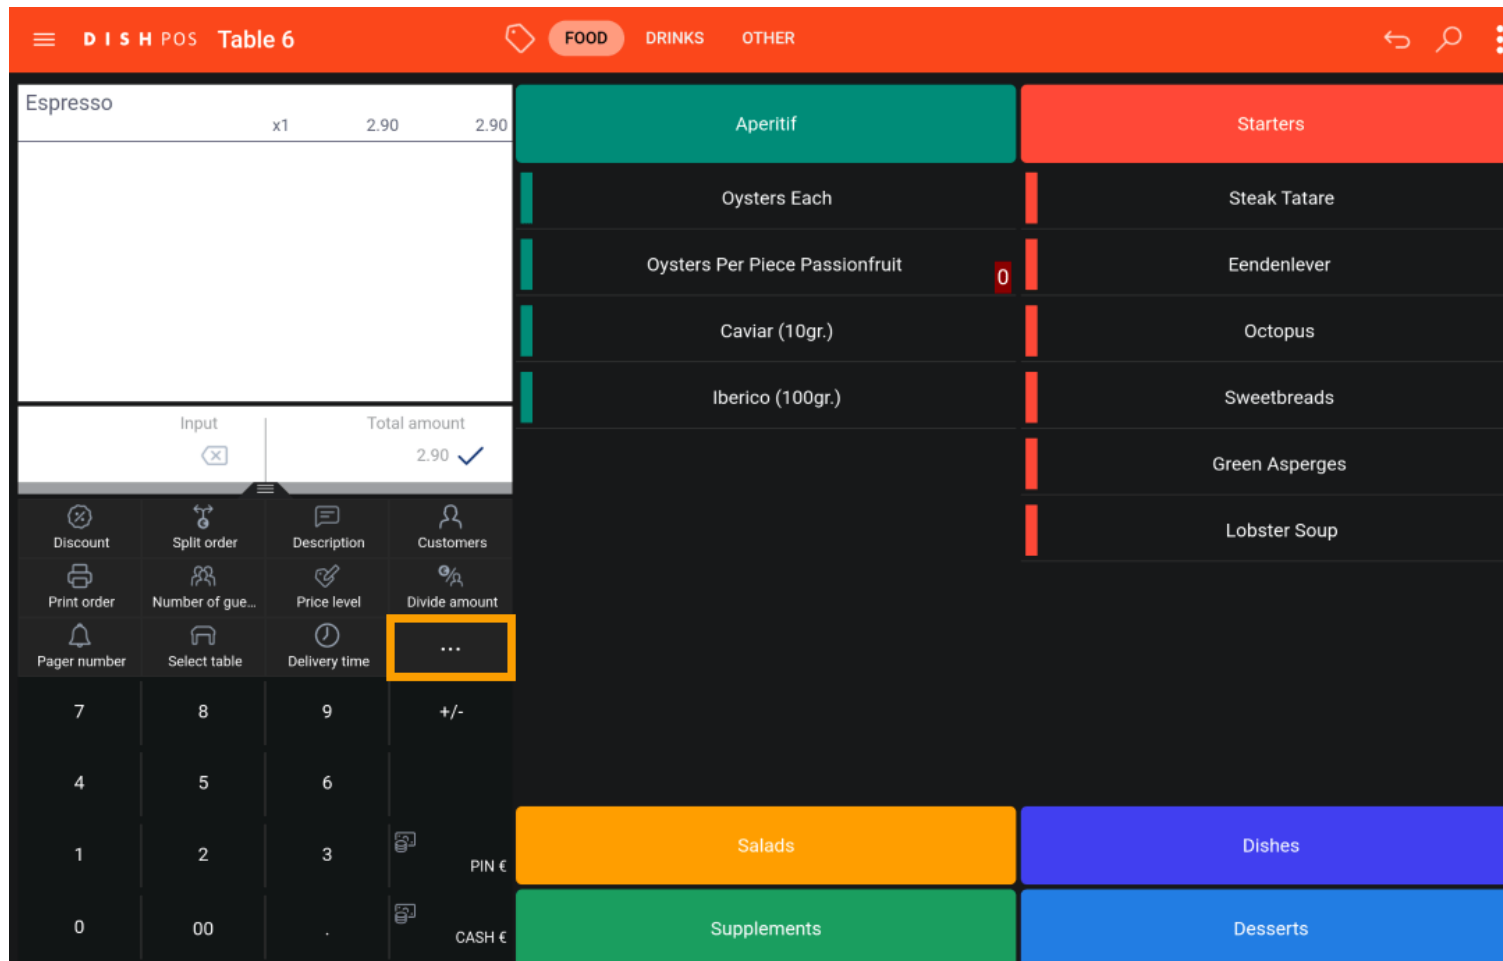 DISH POS Table 6
FOOD DRINKS OTHER
Espresso
x1 2.90 2.90
Input Total amount
2.90
Discount Split order Description Customers
Print order Number of gue... Price level Divide amount
Pager number Select table Delivery time ...
7 8 9 +/-
4 5 6
1 2 3 PIN €
0 00 . CASH €
Aperitif
Oysters Each
Oysters Per Piece Passionfruit
0
Caviar (10gr.)
Iberico (100gr.)
Starters
Steak Tatare
Eendenlever
Octopus
Sweetbreads
Green Asperges
Lobster Soup
Salads
Dishes
Supplements
Desserts